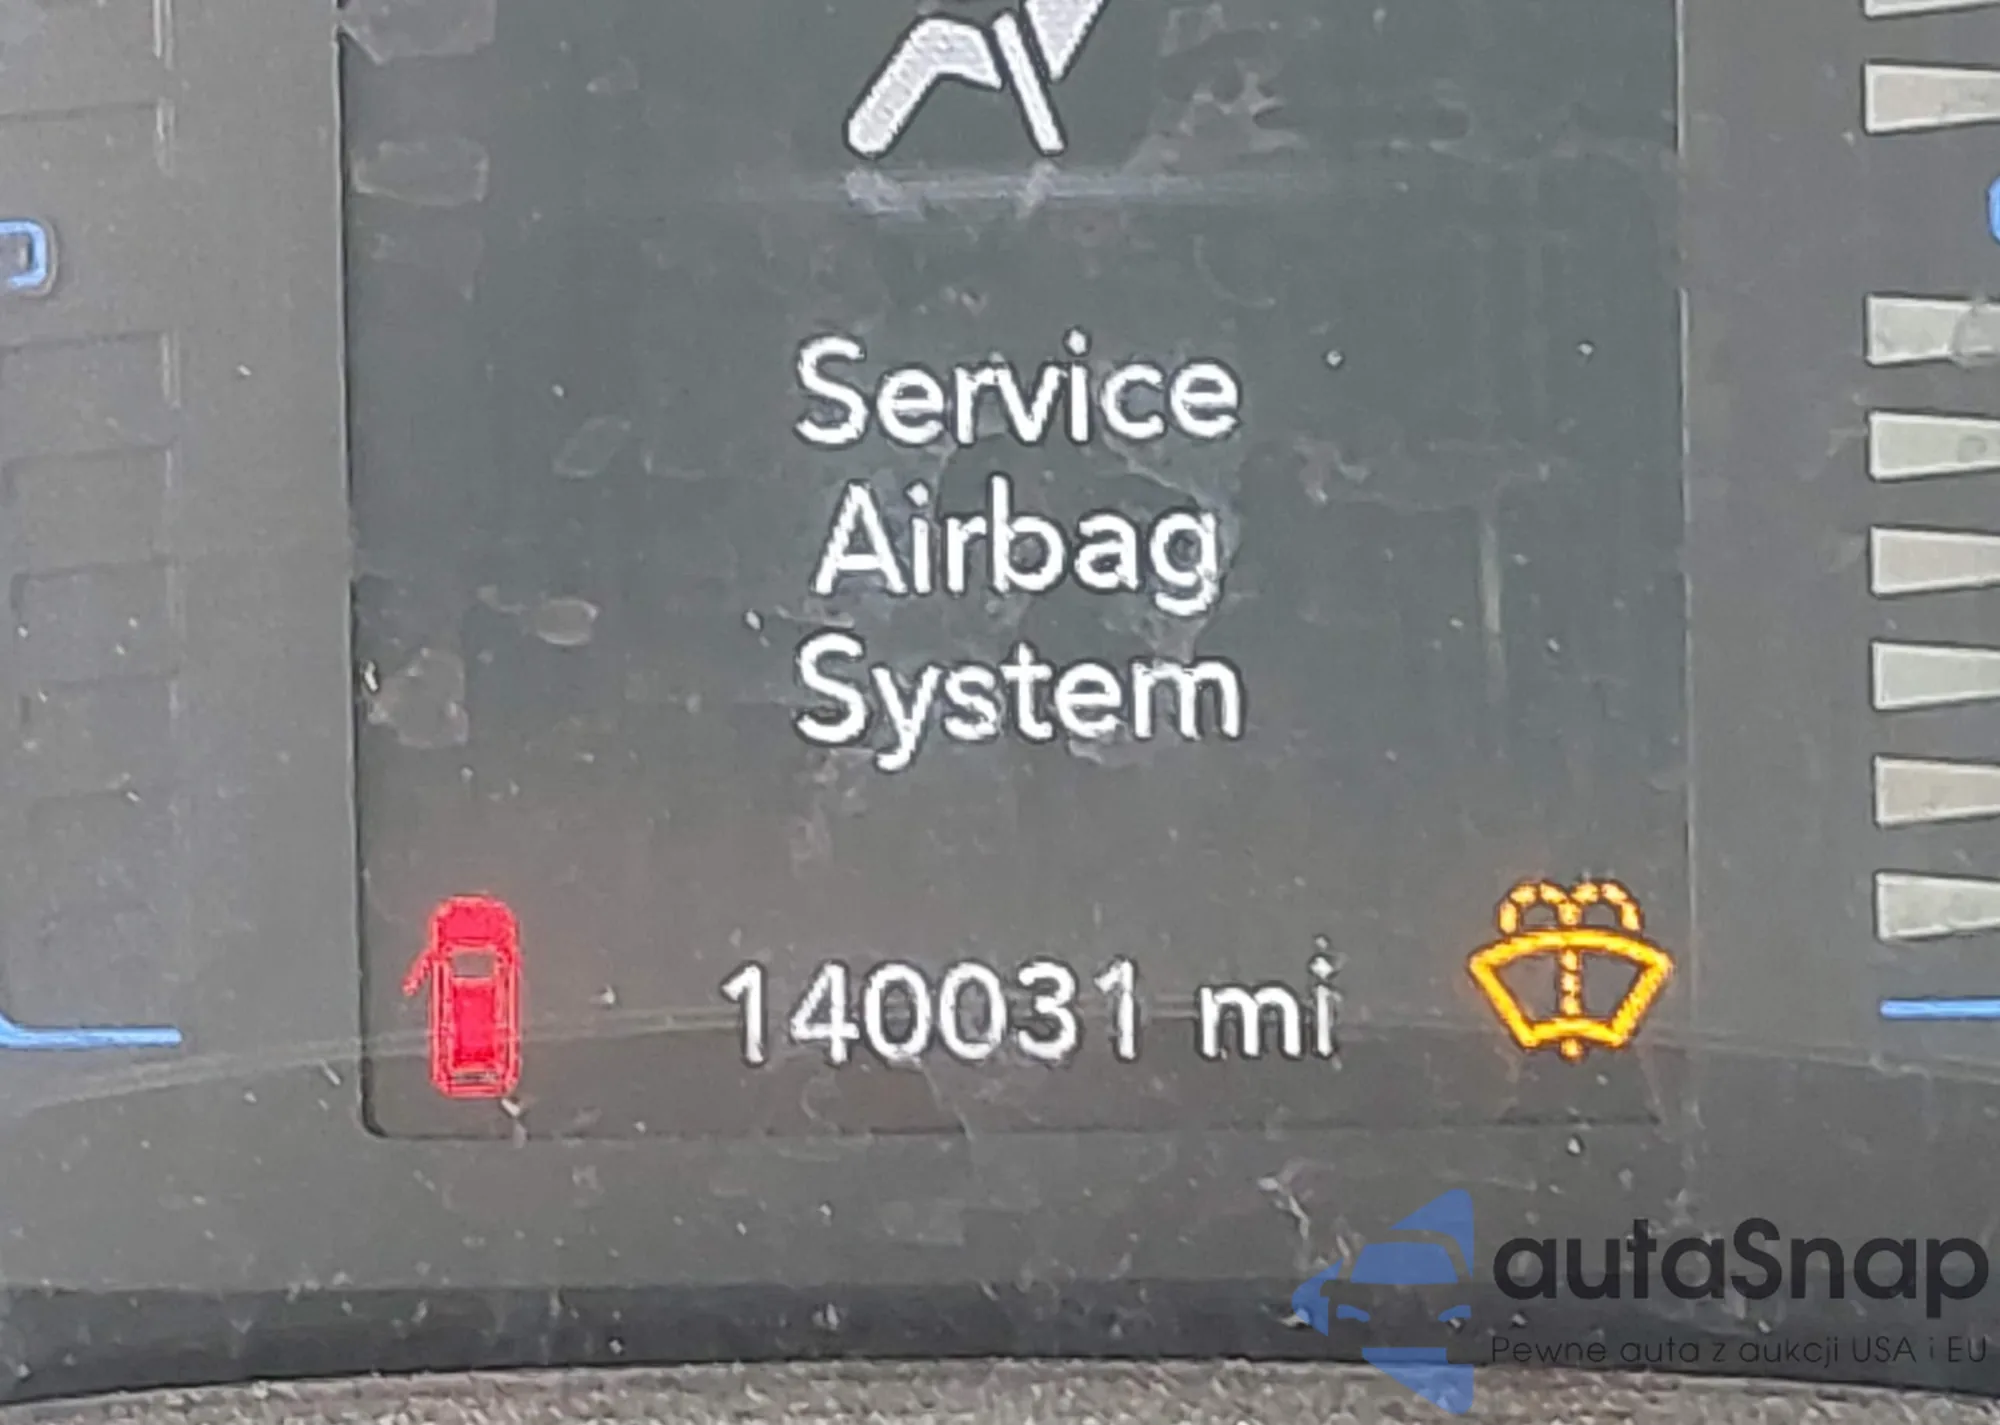 Service
Airbag
System
140031 mi
autaSnap
Pewne auta z aukcji USA i EU